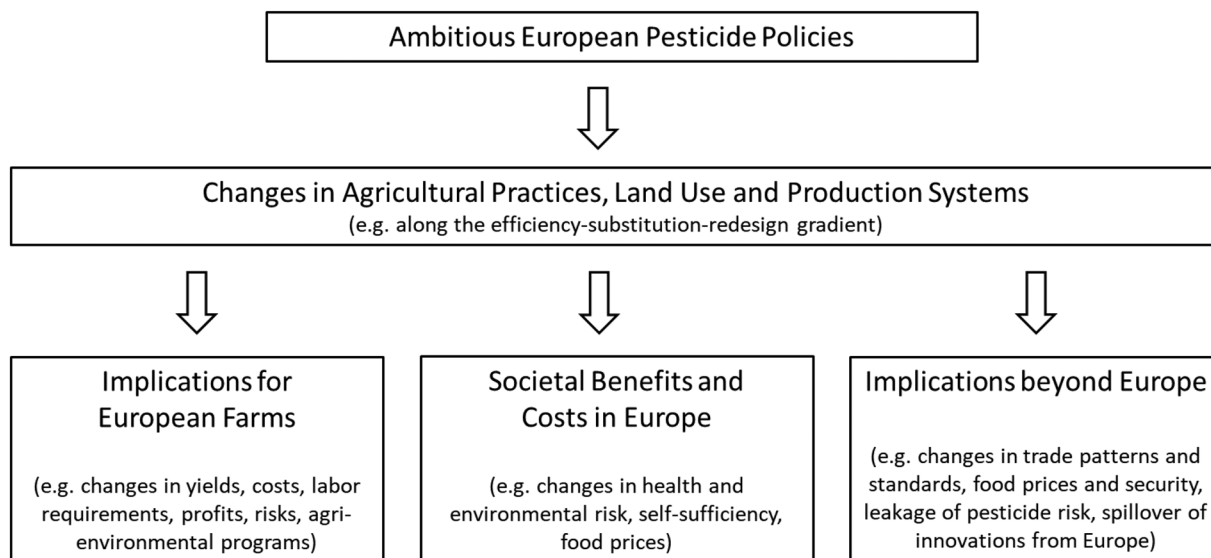 Ambitious European Pesticide Policies
Changes in Agricultural Practices, Land Use and Production Systems
(e.g. along the efficiency-substitution-redesign gradient)
Implications for
European Farms
(e.g. changes in yields, costs, labor
requirements, profits, risks, agri-
environmental programs)
Societal Benefits and
Costs in Europe
(e.g. changes in health and
environmental risk, self-sufficiency,
food prices)
Implications beyond Europe
(e.g. changes in trade patterns and
standards, food prices and security,
leakage of pesticide risk, spillover of
innovations from Europe)